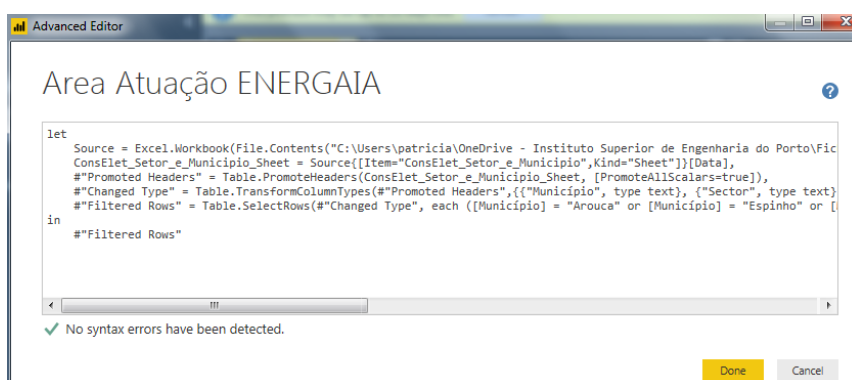 Advanced Editor
Area Atuação ENERGAIA
let
Source = Excel.Workbook(File.Contents("C:\Users\patricia\OneDrive - Instituto Superior de Engenharia do Porto\Fic
ConsElet_Setor_e_Municipio_Sheet = Source{[Item="ConsElet_Setor_e_Municipio",Kind="Sheet"]}[Data],
#"Promoted Headers" = Table.PromoteHeaders(ConsElet_Setor_e_Municipio_Sheet, [PromoteAllScalars=true]),
#"Changed Type" = Table.TransformColumnTypes(#"Promoted Headers",{{"Município", type text}, {"Sector", type text}
#"Filtered Rows" = Table.SelectRows(#"Changed Type", each ([Município] = "Arouca" or [Município] = "Espinho" or [
in
#"Filtered Rows"
No syntax errors have been detected.
Done Cancel